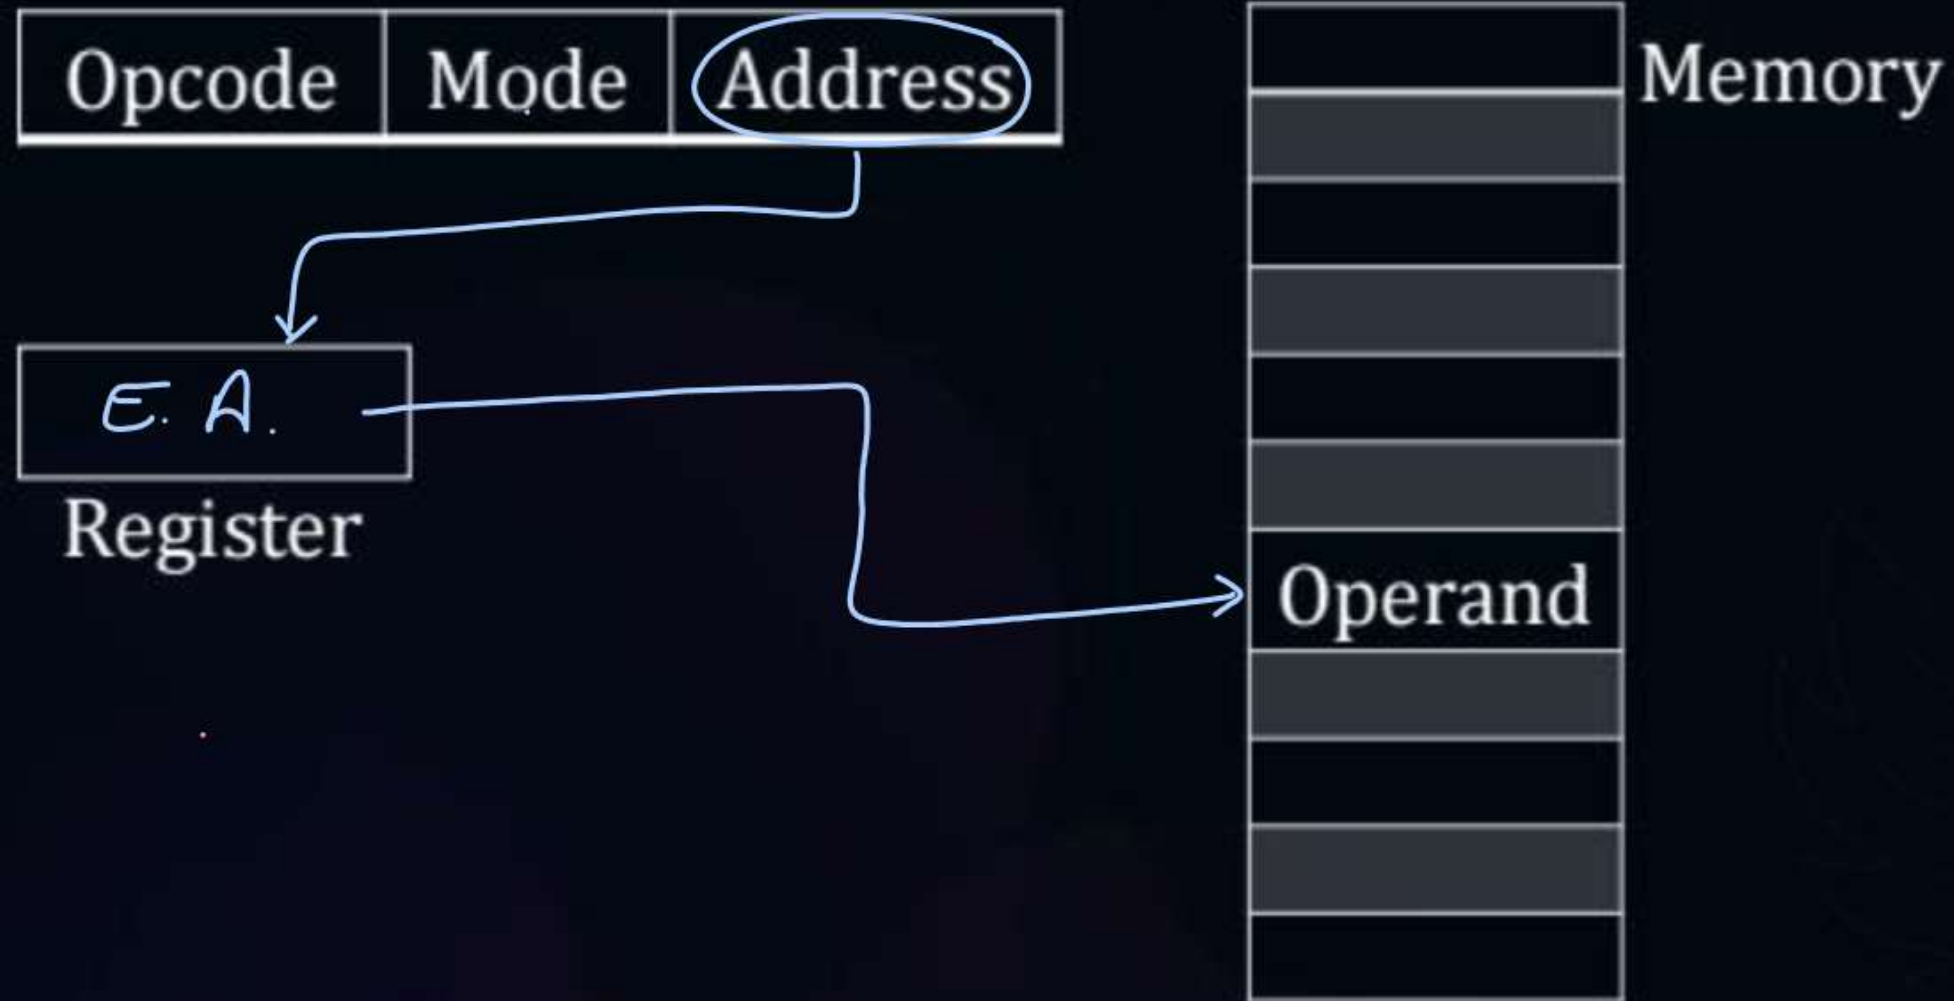 Opcode Mode Address
Memory
E. A.
Register
Operand